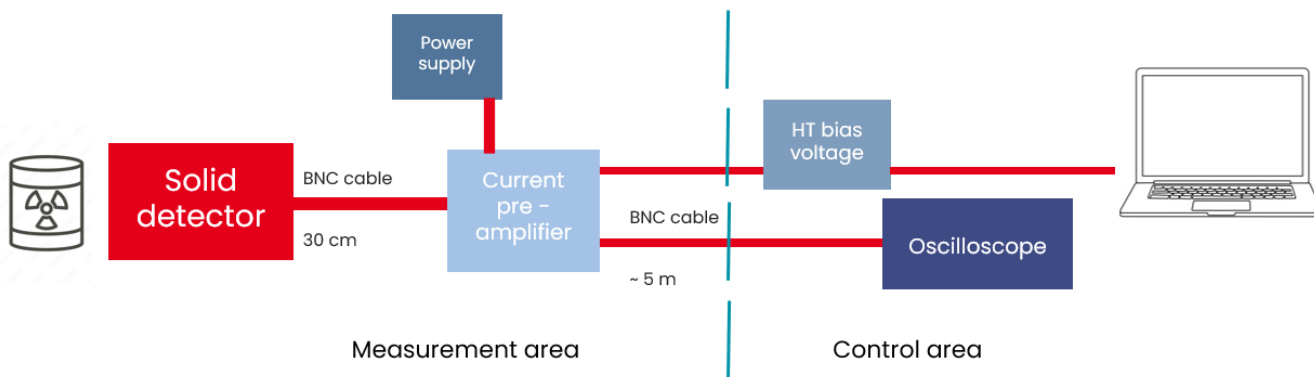 Power
supply
HT bias
voltage
Solid
detector
BNC cable
30 cm
Current
pre -
amplifier
BNC cable
~ 5 m
Oscilloscope
Measurement area
Control area